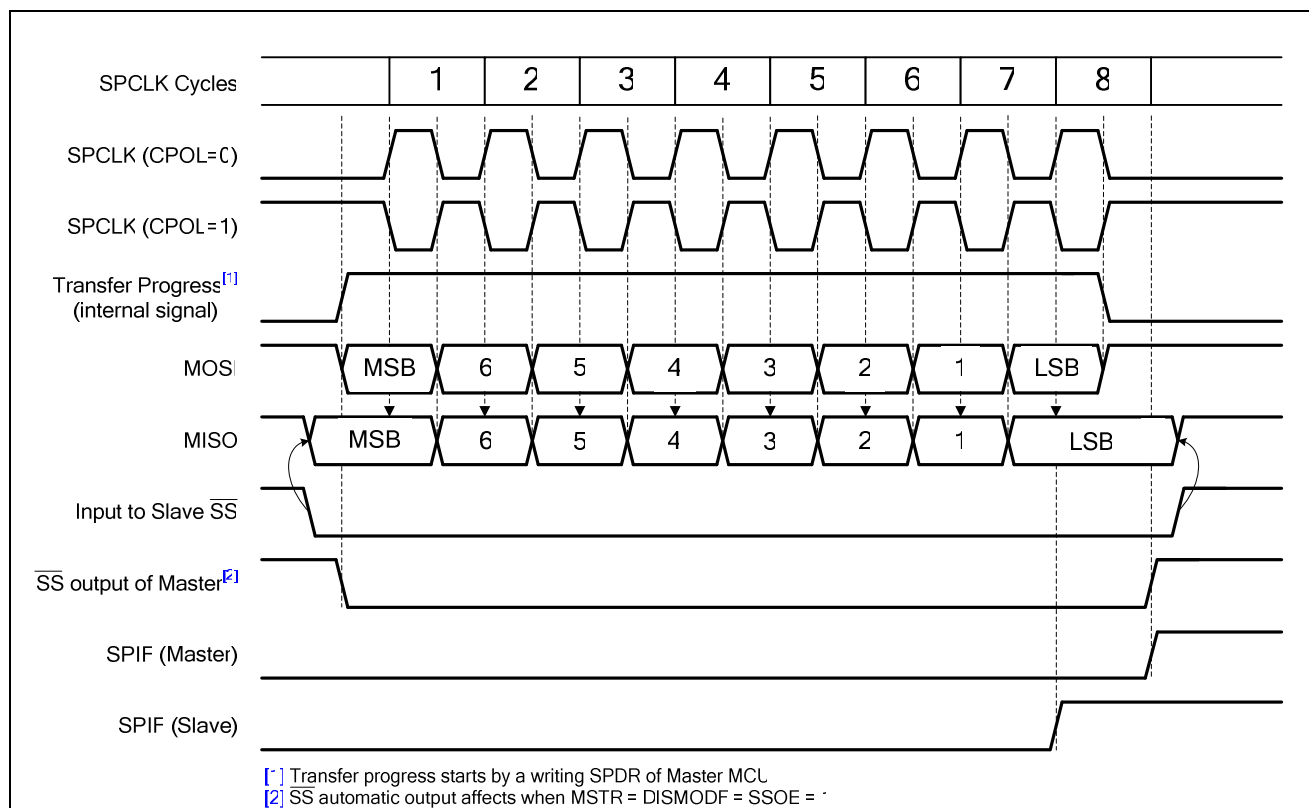 SPCLK Cycles 1 2 3 4 5 6 7 8
SPCLK (CPOL=0)
SPCLK (CPOL=1)
Transfer Progress[1]
(internal signal)
MOSI MSB 6 5 4 3 2 1 LSB
MISO MSB 6 5 4 3 2 1 LSB
Input to Slave SS
SS output of Master[2]
SPIF (Master)
SPIF (Slave)
[1] Transfer progress starts by a writing SPDR of Master MCU
[2] SS automatic output affects when MSTR = DISMODF = SSOE = 1